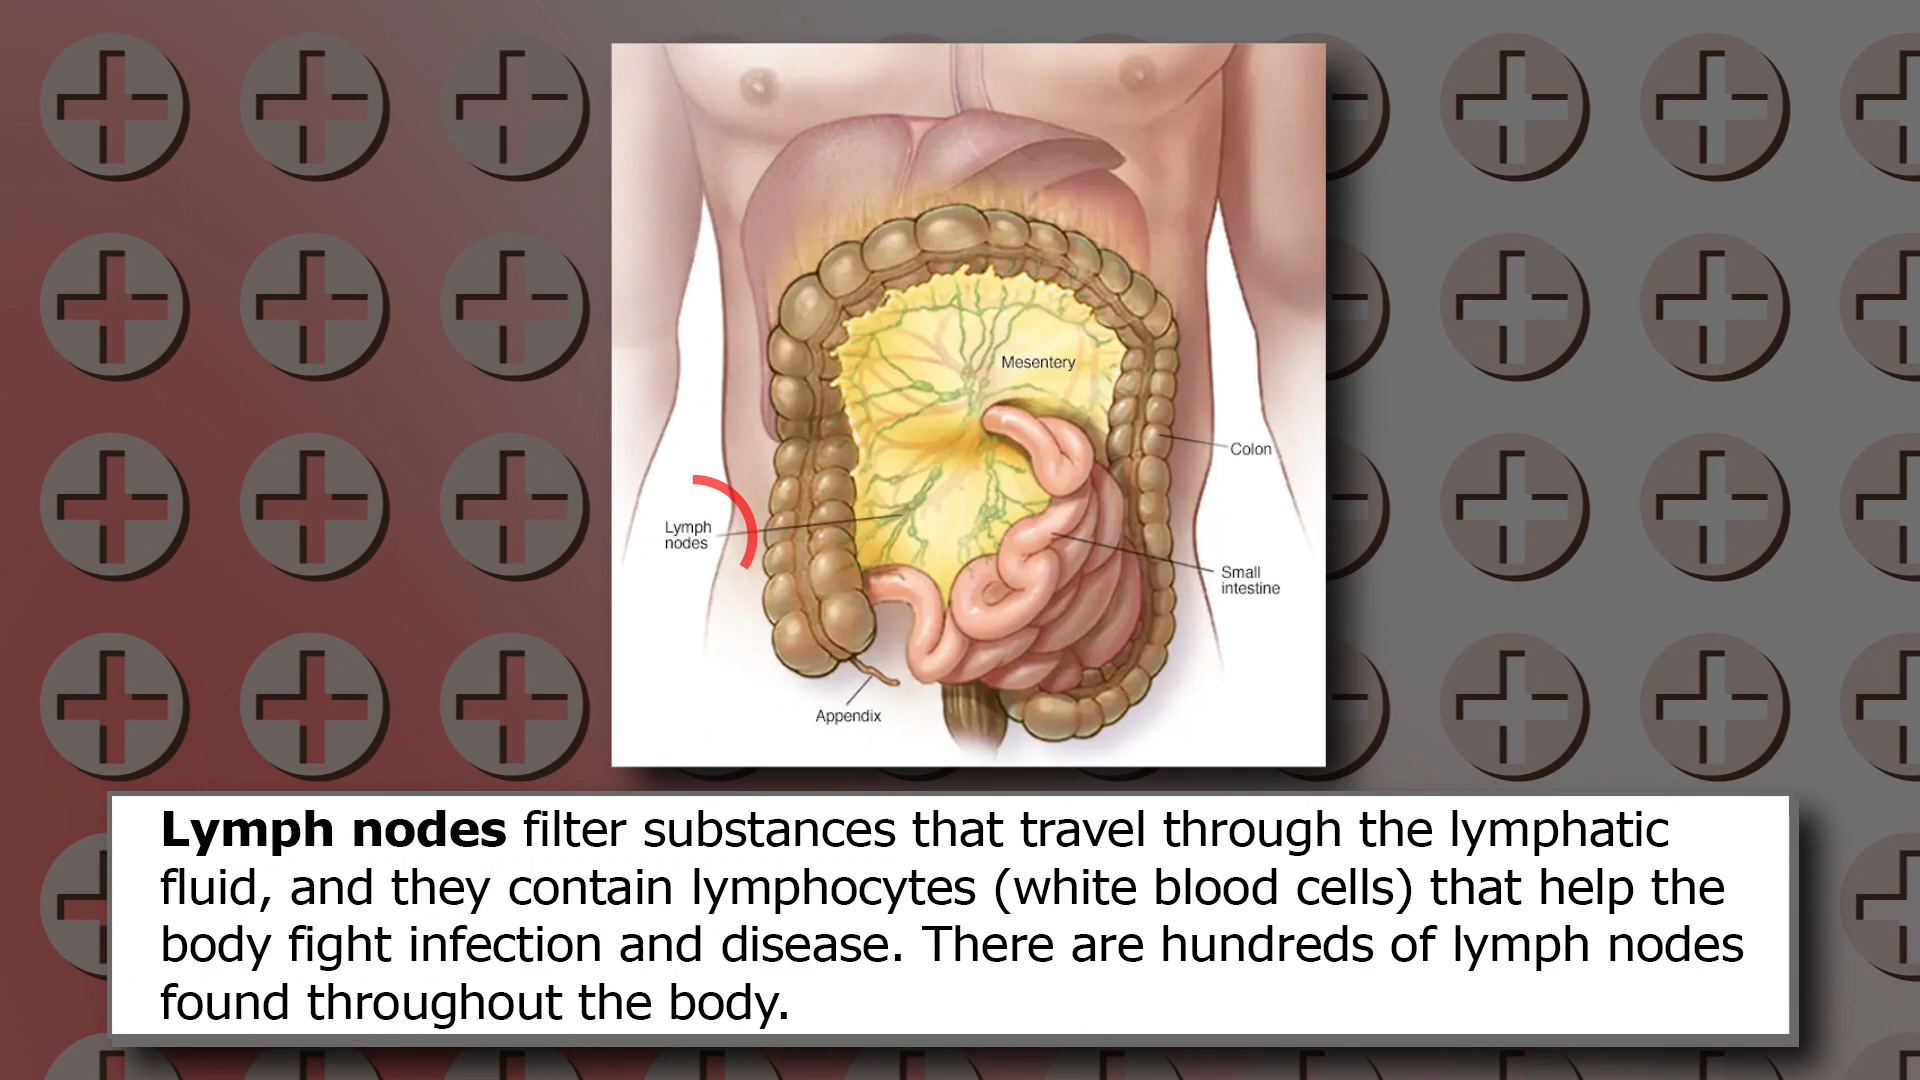 Mesentery
Colon
Lymph
nodes
Small
intestine
Appendix
Lymph nodes filter substances that travel through the lymphatic
fluid, and they contain lymphocytes (white blood cells) that help the
body fight infection and disease. There are hundreds of lymph nodes
found throughout the body.